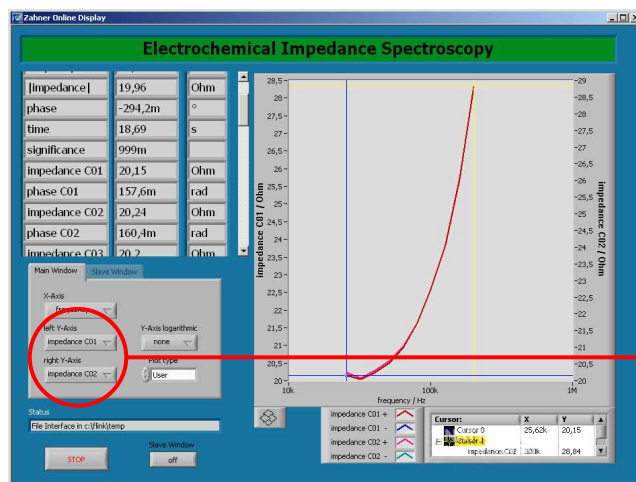 Zahner Online Display
Electrochemical Impedance Spectroscopy
|impedance| 19,96 Ohm
phase -294,2m °
time 18,69 s
significance 999m
impedance C01 20,15 Ohm
phase C01 157,6m rad
impedance C02 20,24 Ohm
phase C02 160,4m rad
impedance C03 20,2 Ohm
Main Window Slave Window
X-Axis
frequency
left Y-Axis Y-Axis logarithmic
impedance C01 none
right Y-Axis Plot type
impedance C02 User
Status
File Interface in c:\flink\temp
Slave Window
STOP off
28,5
28
27,5
27
26,5
26
25,5
25
24,5
24
23,5
23
22,5
22
21,5
21
20,5
20
impedance C01 / Ohm
29
28,5
28
27,5
27
26,5
26
25,5
25
24,5
24
23,5
23
22,5
22
21,5
21
20,5
20
impedance C02 / Ohm
10k 100k 1M
frequency / Hz
impedance C01 +
impedance C01 -
impedance C02 +
impedance C02 -
Cursor: X Y
Cursor 0 25,62k 20,15
Cursor 1
impedance C02 200k 28,84